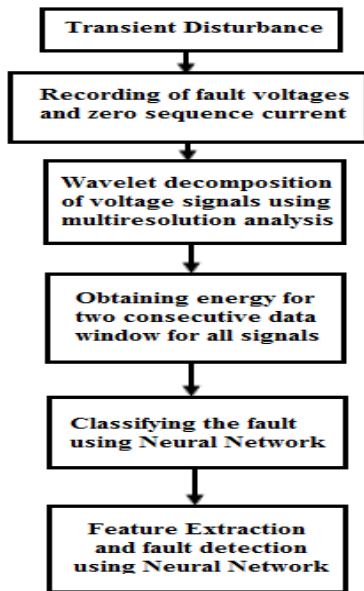 Transient Disturbance
Recording of fault voltages
and zero sequence current
Wavelet decomposition
of voltage signals using
multiresolution analysis
Obtaining energy for
two consecutive data
window for all signals
Classifying the fault
using Neural Network
Feature Extraction
and fault detection
using Neural Network